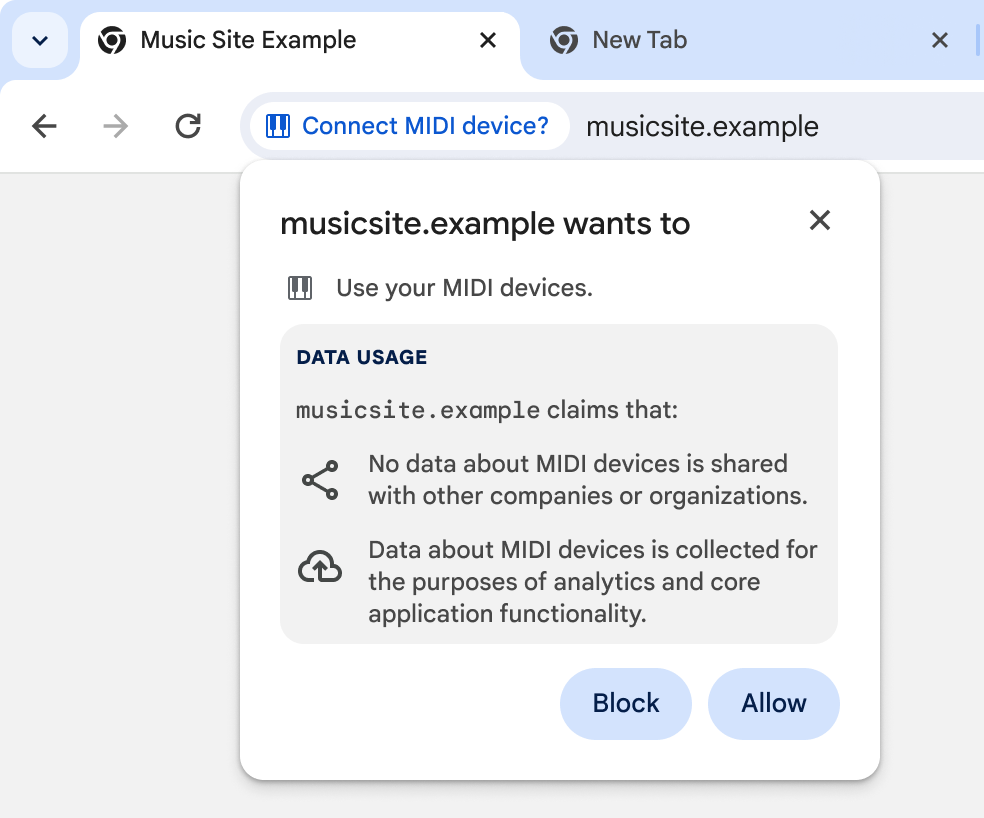 Music Site Example
New Tab
Connect MIDI device?
musicsite.example
musicsite.example wants to
Use your MIDI devices.
DATA USAGE
musicsite.example claims that:
No data about MIDI devices is shared
with other companies or organizations.
Data about MIDI devices is collected for
the purposes of analytics and core
application functionality.
Block
Allow